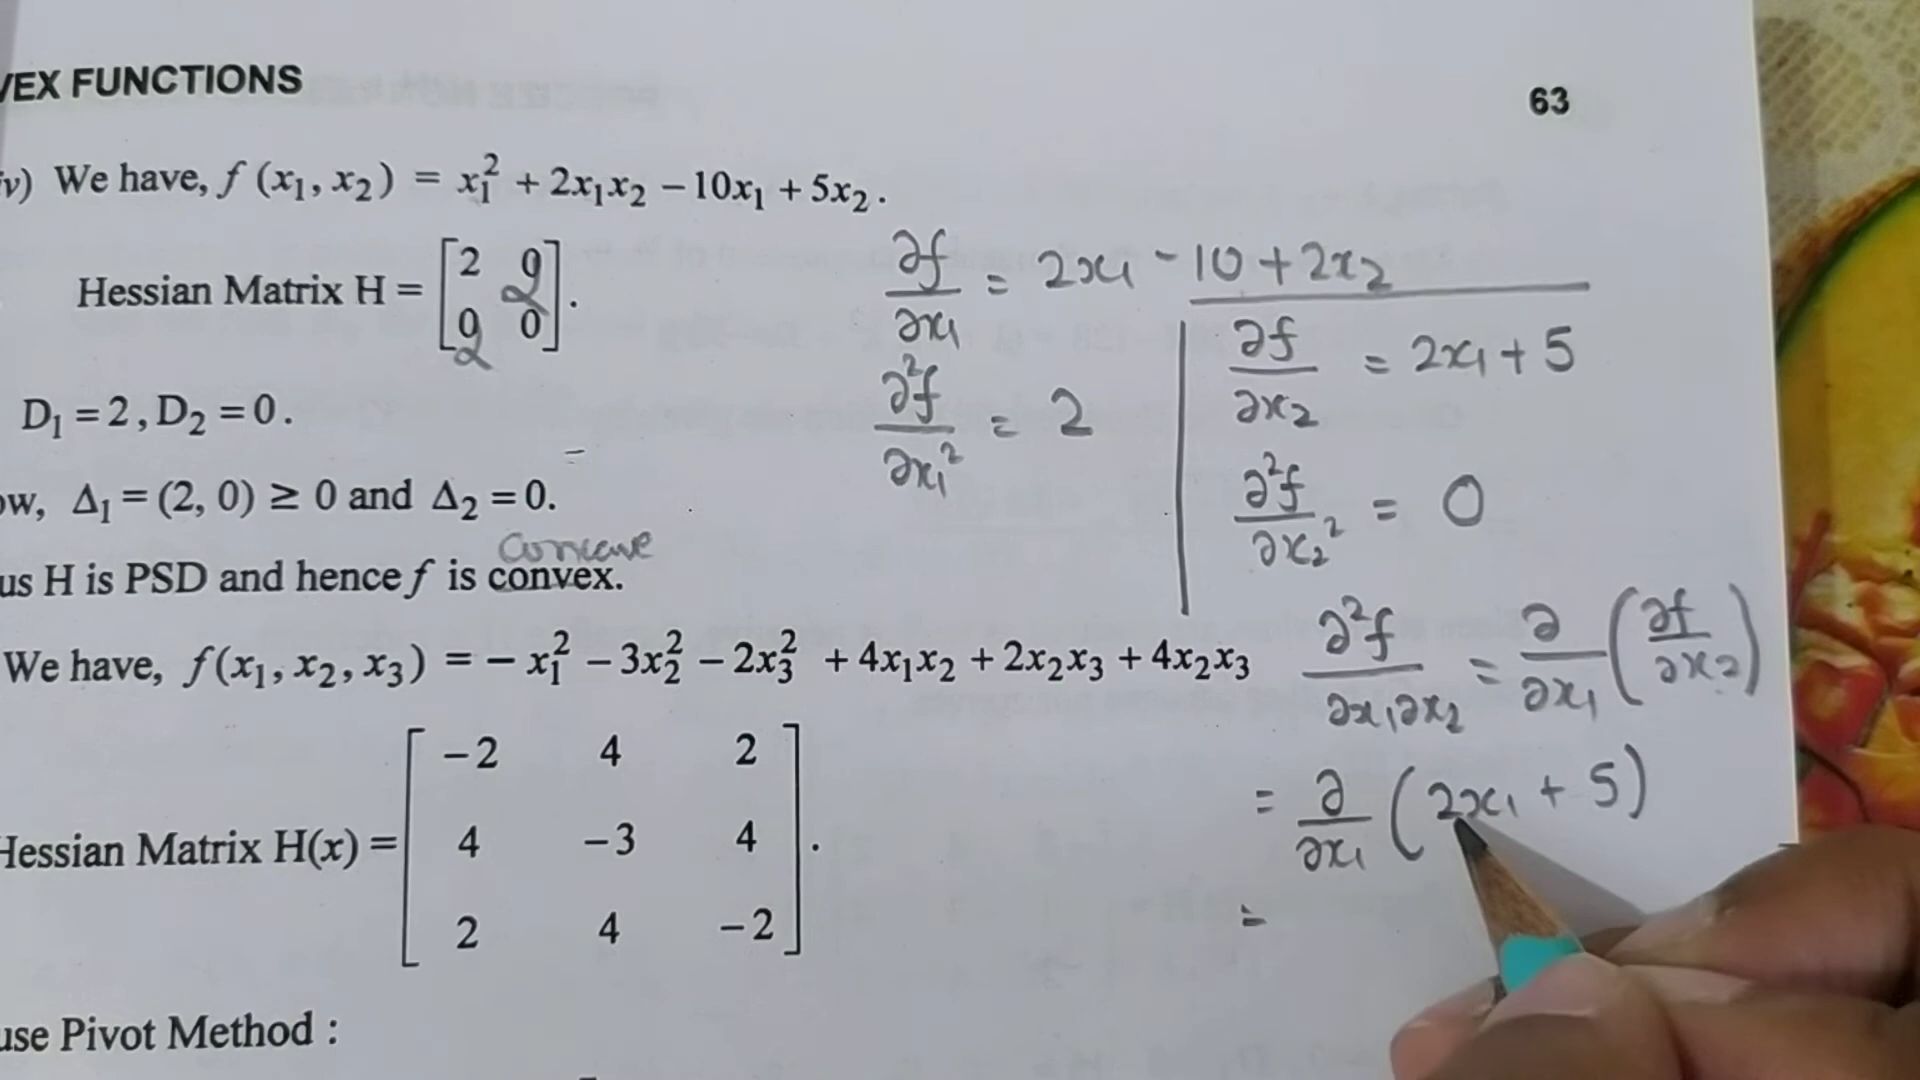 VEX FUNCTIONS
63
iv) We have, f (x₁, x₂) = x₁² + 2x₁x₂ − 10x₁ + 5x₂.
Hessian Matrix H = [2 0 2; 0 2 0].
∂f/∂x₁ = 2x₁ − 10 + 2x₂
∂²f/∂x₁² = 2
∂f/∂x₂ = 2x₁ + 5
∂²f/∂x₂² = 0
D₁ = 2, D₂ = 0.
ow, Δ₁ = (2, 0) ≥ 0 and Δ₂ = 0.
concave
us H is PSD and hence f is convex.
We have, f(x₁, x₂, x₃) = − x₁² − 3x₂² − 2x₃² + 4x₁x₂ + 2x₂x₃ + 4x₂x₃
∂²f/∂x₁∂x₂ = ∂/∂x₁ (∂f/∂x₂)
= ∂/∂x₁ (2x₁ + 5)
=
−2 4 2
Hessian Matrix H(x) = 4 −3 4 .
2 4 −2
use Pivot Method :